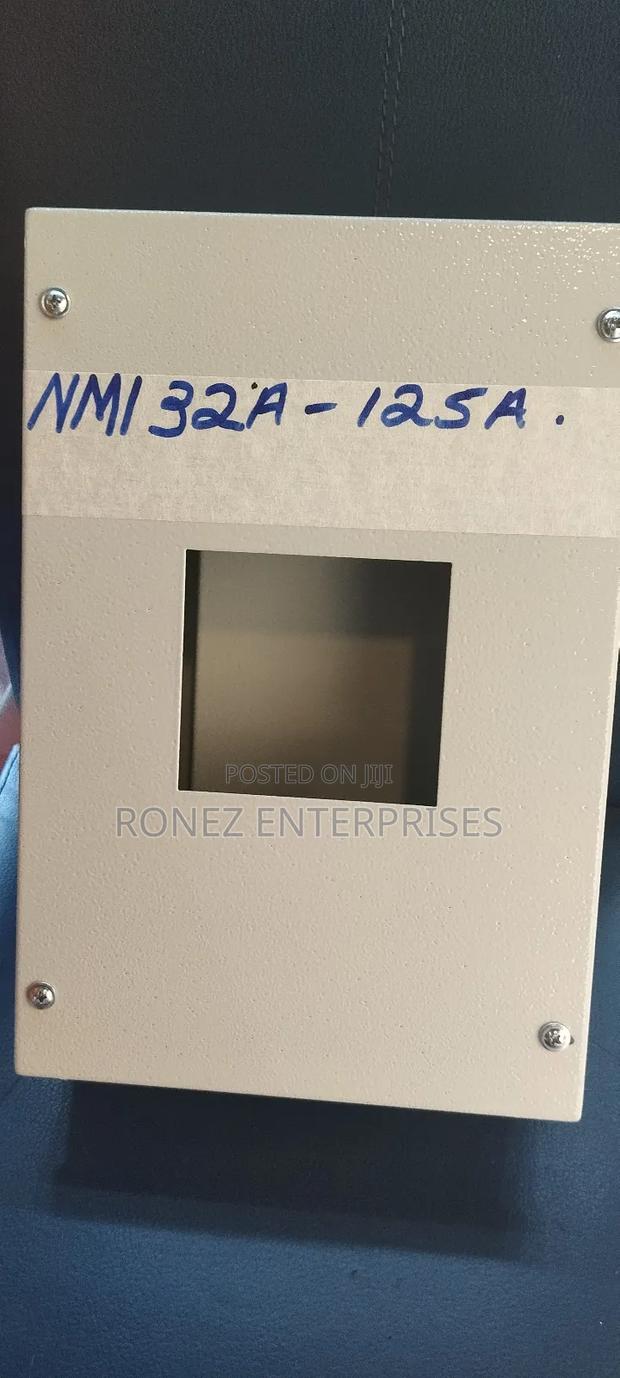 NM1 32A - 125A.
POSTED ON JIJI
RONEZ ENTERPRISES